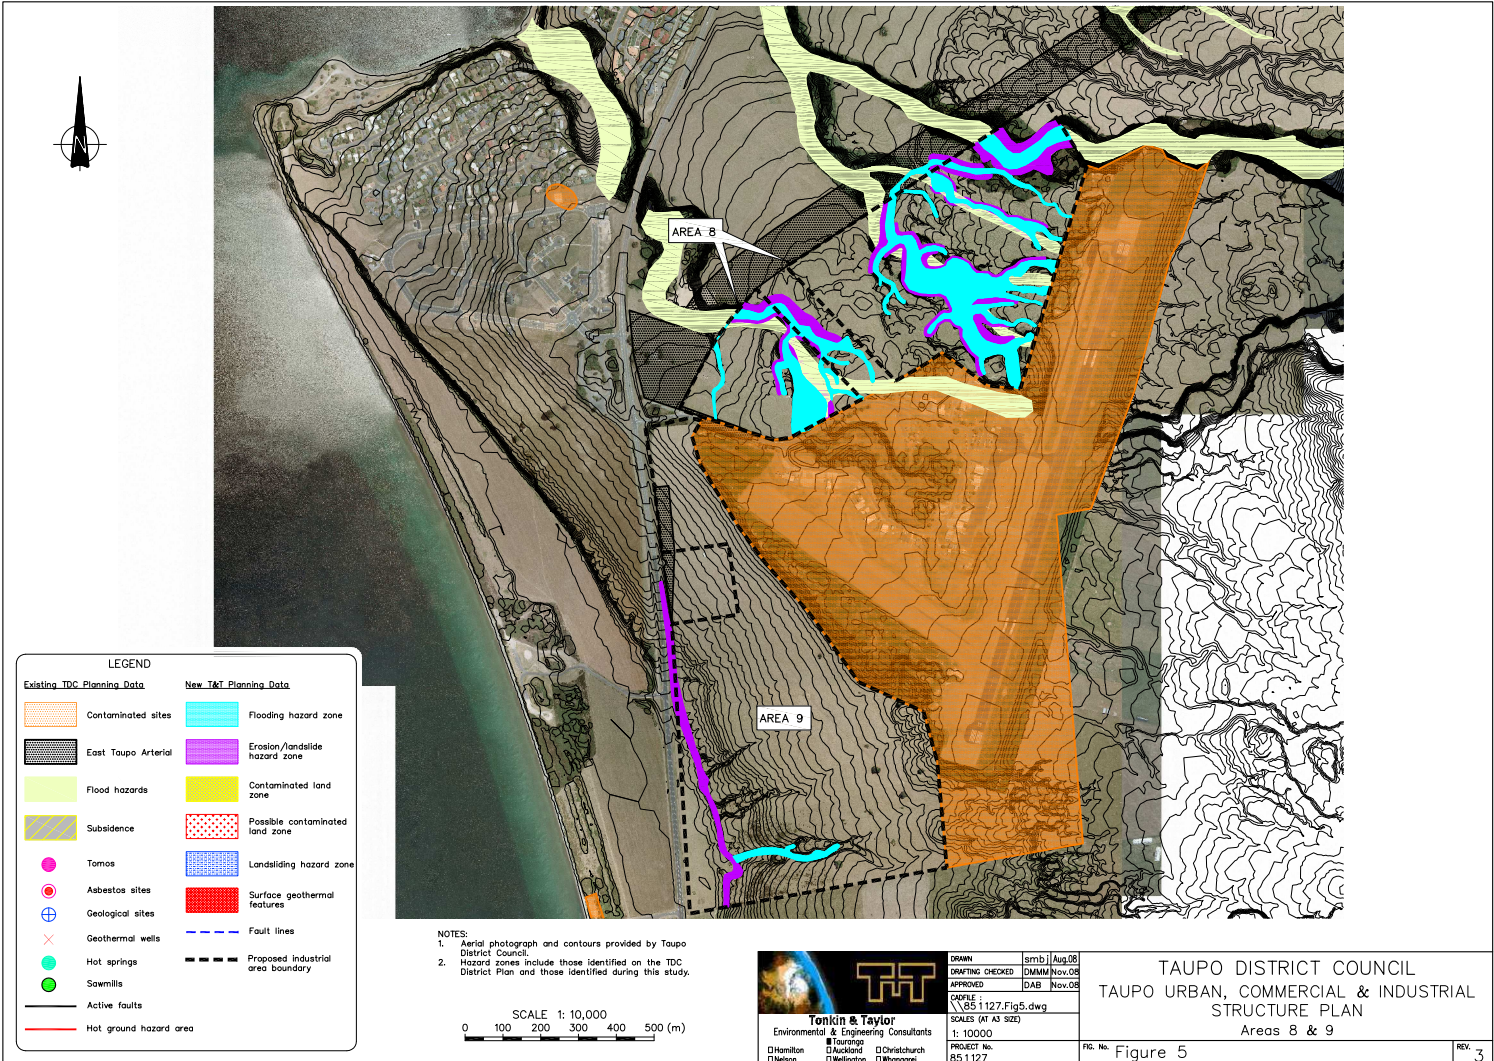 N
AREA 8
AREA 9
LEGEND
Existing TDC Planning Data
Contaminated sites
East Taupo Arterial
Flood hazards
Subsidence
Tomos
Asbestos sites
Geological sites
Geothermal wells
Hot springs
Sawmills
Active faults
Hot ground hazard area
New T&T Planning Data
Flooding hazard zone
Erosion/landslide
hazard zone
Contaminated land
zone
Possible contaminated
land zone
Landsliding hazard zone
Surface geothermal
features
Fault lines
Proposed industrial
area boundary
NOTES:
1. Aerial photograph and contours provided by Taupo
District Council.
2. Hazard zones include those identified on the TDC
District Plan and those identified during this study.
SCALE 1: 10,000
0 100 200 300 400 500 (m)
T&T
Tonkin & Taylor
Environmental & Engineering Consultants
Tauranga
Hamilton Auckland Christchurch
Nelson Wellington Whangarei
DRAWN smbj Aug.08
DRAFTING CHECKED DMMM Nov.08
APPROVED DAB Nov.08
CADFILE :
\\851127.Fig5.dwg
SCALES (AT A3 SIZE)
1: 10000
PROJECT No.
851127
TAUPO DISTRICT COUNCIL
TAUPO URBAN, COMMERCIAL & INDUSTRIAL
STRUCTURE PLAN
Areas 8 & 9
FIG. No. Figure 5
REV. 3